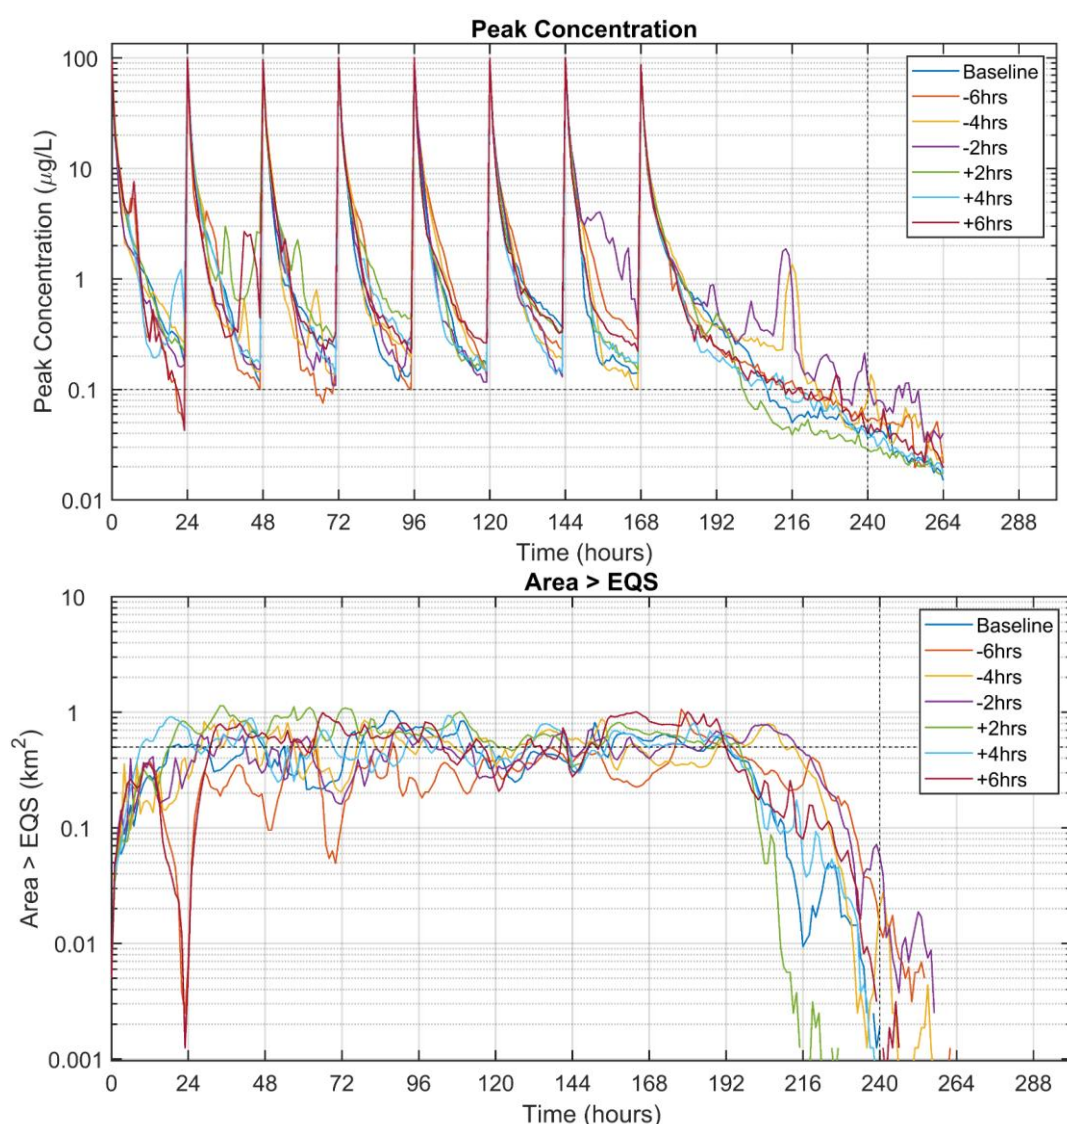 Peak Concentration
Peak Concentration (μg/L)
100
10
1
0.1
0.01
0 24 48 72 96 120 144 168 192 216 240 264 288
Time (hours)
Baseline
-6hrs
-4hrs
-2hrs
+2hrs
+4hrs
+6hrs
Area > EQS
Area > EQS (km²)
10
1
0.1
0.01
0.001
0 24 48 72 96 120 144 168 192 216 240 264 288
Time (hours)
Baseline
-6hrs
-4hrs
-2hrs
+2hrs
+4hrs
+6hrs